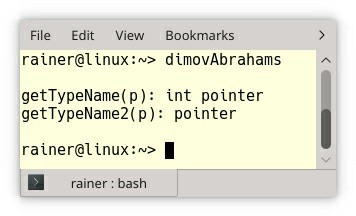 File Edit View Bookmarks >
rainer@linux:~> dimovAbrahams
getTypeName(p): int pointer
getTypeName2(p): pointer
rainer@linux:~>
rainer : bash